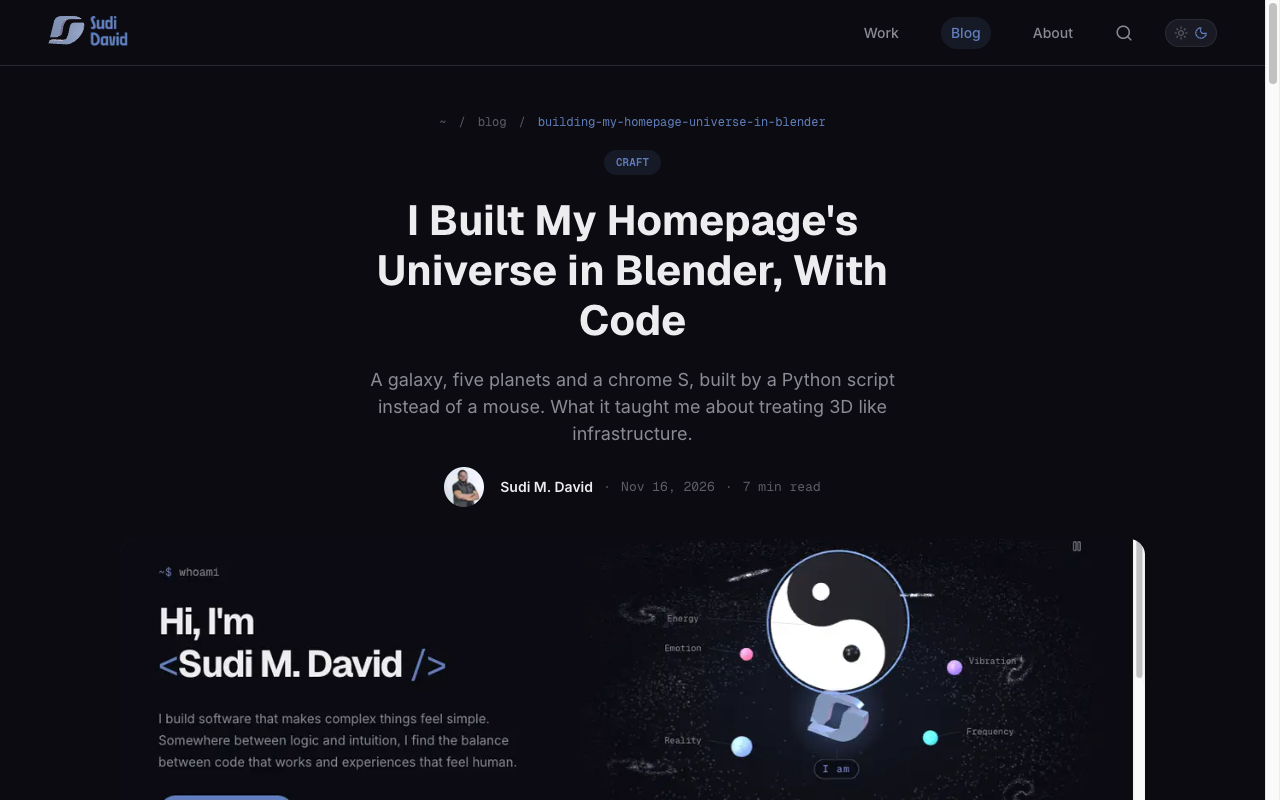 Sudi
David
Work
Blog
About
~ / blog / building-my-homepage-universe-in-blender
CRAFT
I Built My Homepage's
Universe in Blender, With
Code
A galaxy, five planets and a chrome S, built by a Python script
instead of a mouse. What it taught me about treating 3D like
infrastructure.
Sudi M. David · Nov 16, 2026 · 7 min read
~$ whoami
Hi, I'm
<Sudi M. David />
I build software that makes complex things feel simple.
Somewhere between logic and intuition, I find the balance
between code that works and experiences that feel human.
Energy
Emotion
Vibration
Reality
Frequency
I am